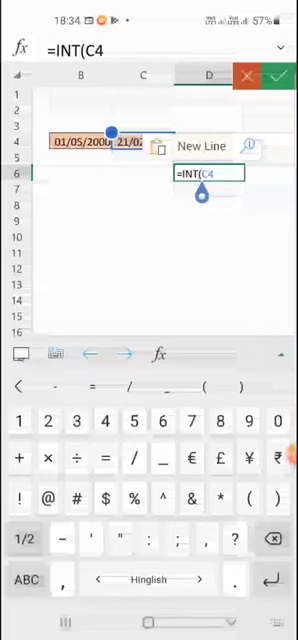 18:34 57%
fx =INT(C4
B C D
1
2
3
4 01/05/2000 21/02
New Line
6 =INT(C4
7
8
9
10
11
12
13
14
15
16
fx
< - = / _ ( )
1 2 3 4 5 6 7 8 9 0
+ × ÷ = / _ € £ ¥ ₹
! @ # $ % ^ & * ( )
1/2 - ' " : ; , ?
ABC , < Hinglish > .